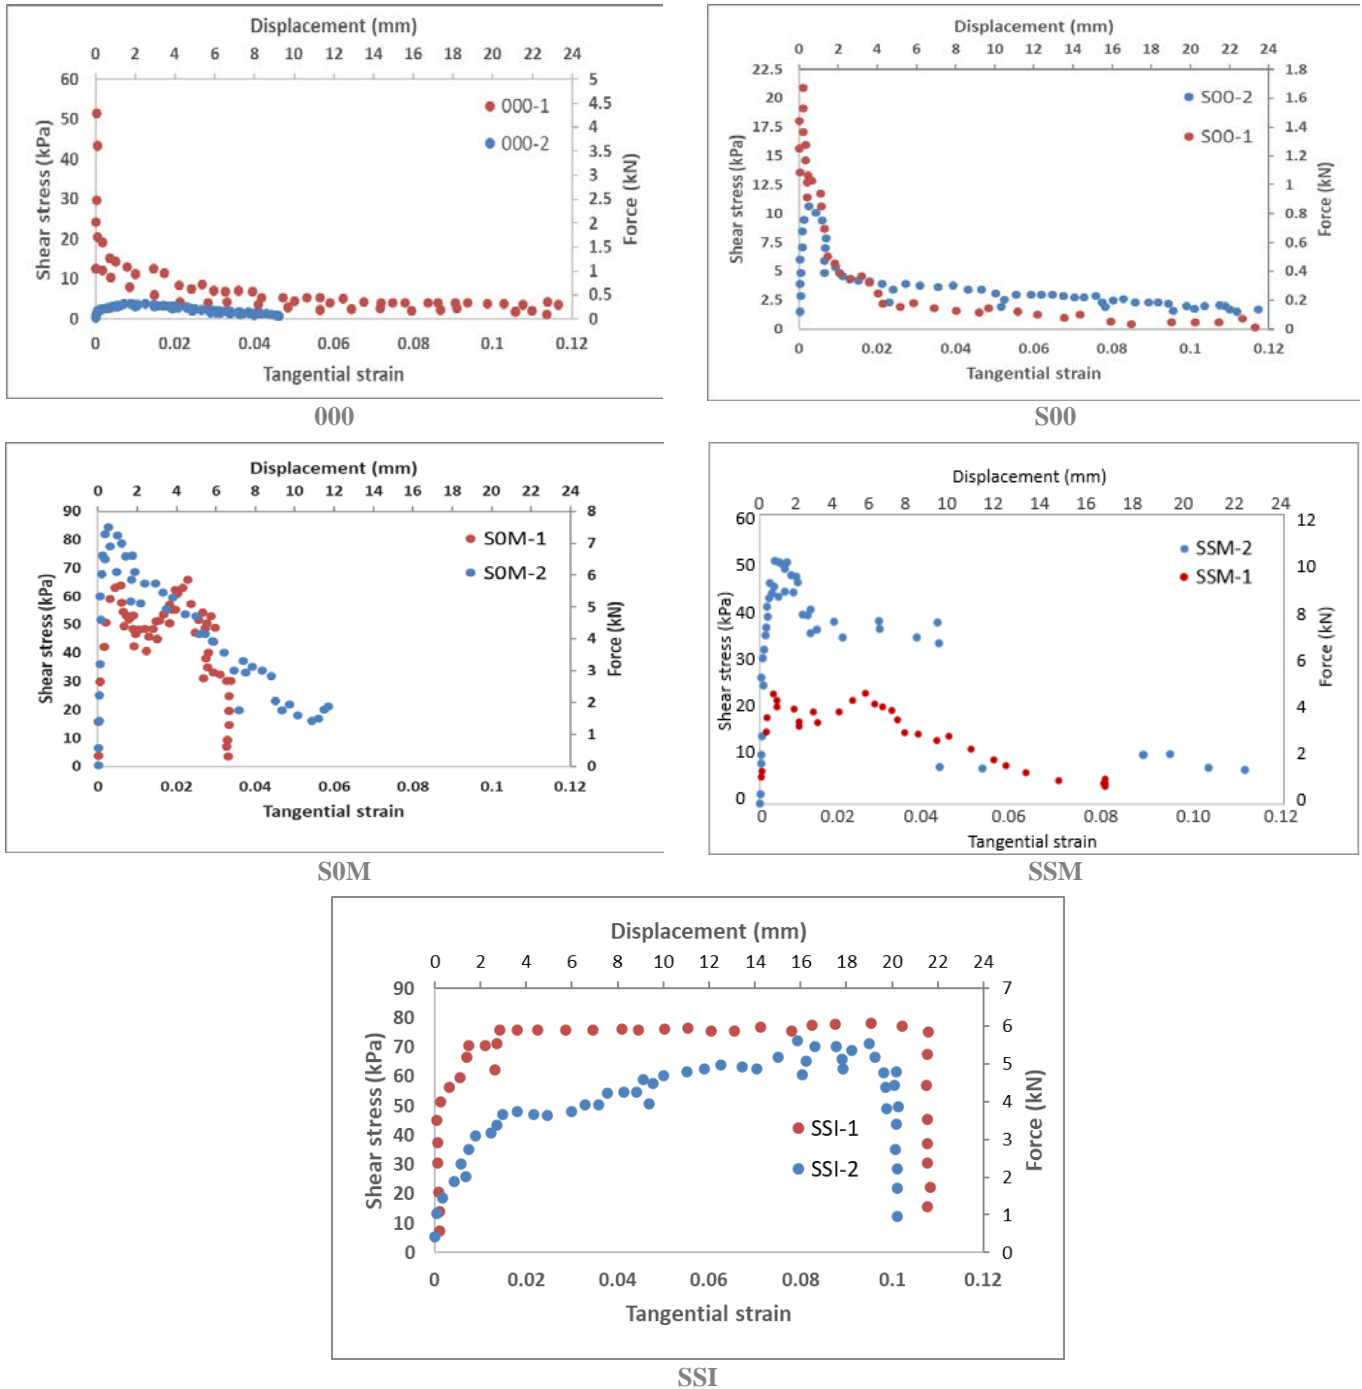 Displacement (mm)
0 2 4 6 8 10 12 14 16 18 20 22 24
60 50 40 30 20 10 0
Shear stress (kPa)
5 4.5 4 3.5 3 2.5 2 1.5 1 0.5 0
Force (kN)
000-1
000-2
0 0.02 0.04 0.06 0.08 0.1 0.12
Tangential strain
000
Displacement (mm)
0 2 4 6 8 10 12 14 16 18 20 22 24
22.5 20 17.5 15 12.5 10 7.5 5 2.5 0
Shear stress (kPa)
1.8 1.6 1.4 1.2 1 0.8 0.6 0.4 0.2 0
Force (kN)
S00-2
S00-1
0 0.02 0.04 0.06 0.08 0.1 0.12
Tangential strain
S00
Displacement (mm)
0 2 4 6 8 10 12 14 16 18 20 22 24
90 80 70 60 50 40 30 20 10 0
Shear stress (kPa)
8 7 6 5 4 3 2 1 0
Force (kN)
S0M-1
S0M-2
0 0.02 0.04 0.06 0.08 0.1 0.12
Tangential strain
S0M
Displacement (mm)
0 2 4 6 8 10 12 14 16 18 20 22 24
60 50 40 30 20 10 0
Shear stress (kPa)
12 10 8 6 4 2 0
Force (kN)
SSM-2
SSM-1
0 0.02 0.04 0.06 0.08 0.10 0.12
Tangential strain
SSM
Displacement (mm)
0 2 4 6 8 10 12 14 16 18 20 22 24
90 80 70 60 50 40 30 20 10 0
Shear stress (kPa)
7 6 5 4 3 2 1 0
Force (kN)
SSI-1
SSI-2
0 0.02 0.04 0.06 0.08 0.1 0.12
Tangential strain
SSI